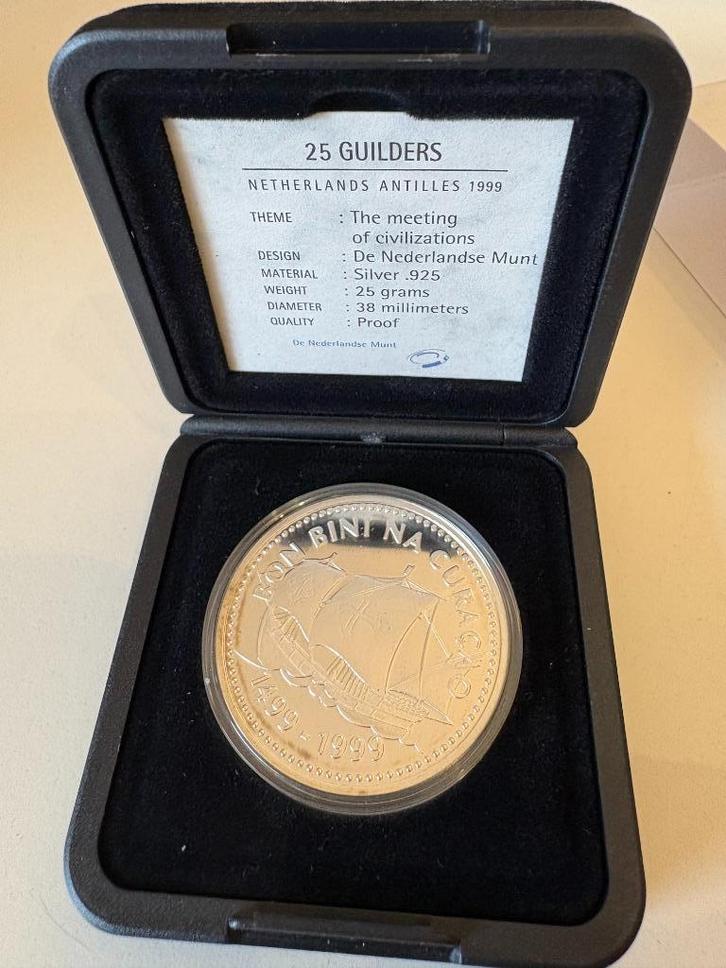 25 GUILDERS
NETHERLANDS ANTILLES 1999
THEME : The meeting
of civilizations
DESIGN : De Nederlandse Munt
MATERIAL : Silver .925
WEIGHT : 25 grams
DIAMETER : 38 millimeters
QUALITY : Proof
De Nederlandse Munt
BON BINI NA CURAÇAO
1499-1999